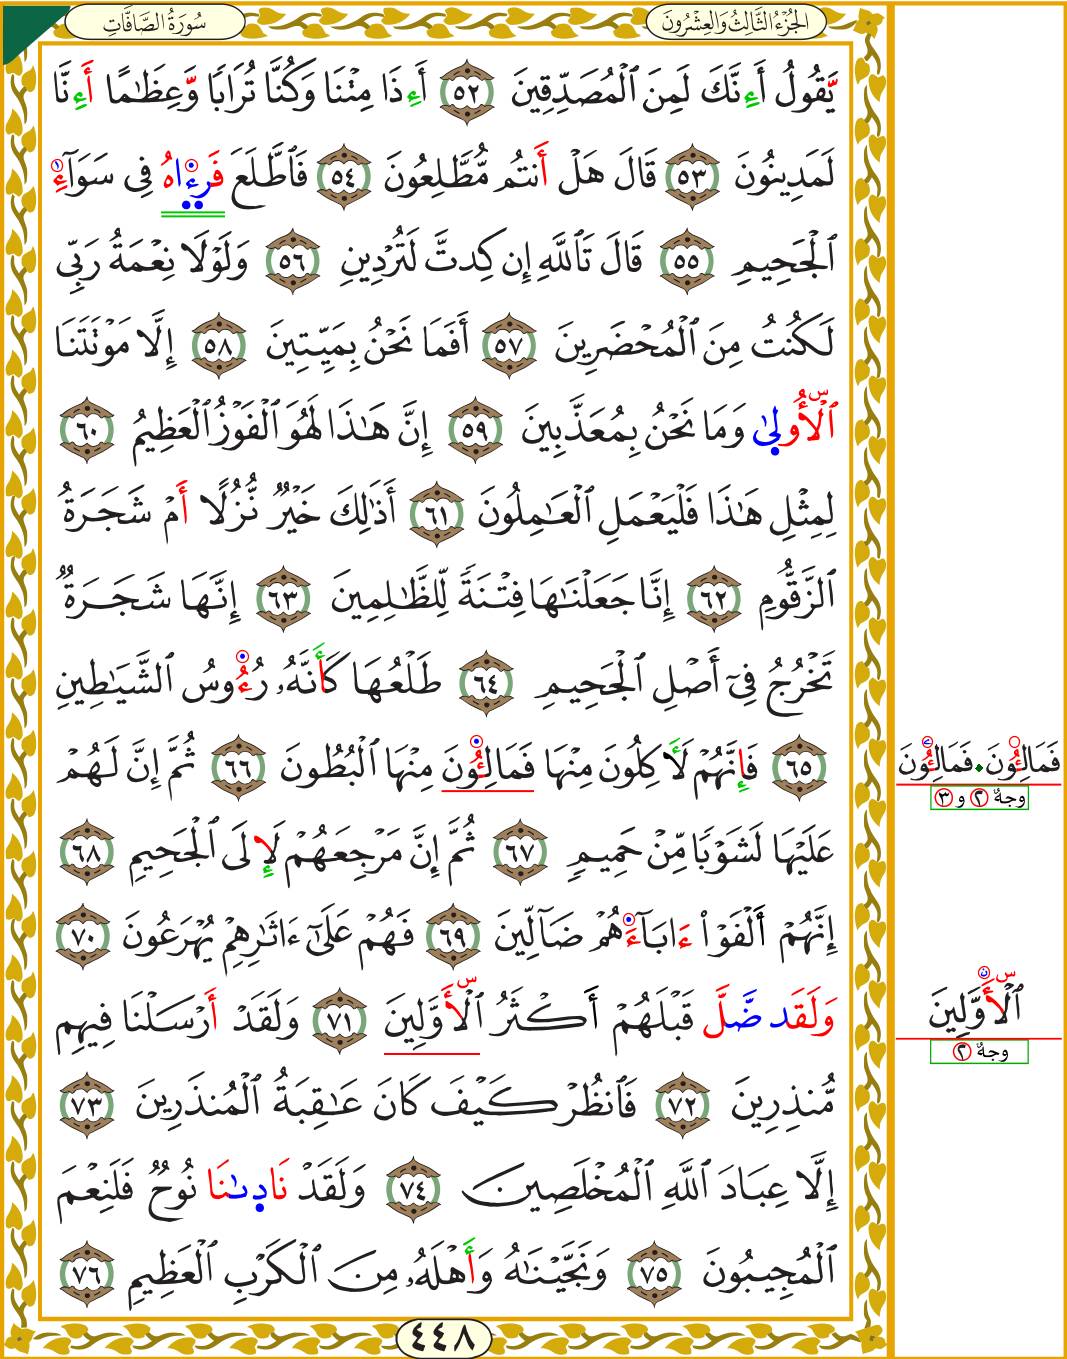 سُورَةُ الصَّافَّاتِ
الجُزْءُ الثَّالِثُ وَالعِشْرُونَ
يَّقُولُ أَءِنَّكَ لَمِنَ ٱلْمُصَدِّقِينَ ٥٢ أَءِذَا مِتْنَا وَكُنَّا تُرَابًا وَّعِظَٰمًا أَءِنَّا
لَمَدِينُونَ ٥٣ قَالَ هَلْ أَنتُم مُّطَّلِعُونَ ٥٤ فَٱطَّلَعَ فَرَءَاهُ فِى سَوَآءِ
ٱلْجَحِيمِ ٥٥ قَالَ تَٱللَّهِ إِن كِدتَّ لَتُرْدِينِ ٥٦ وَلَوْلَا نِعْمَةُ رَبِّى
لَكُنتُ مِنَ ٱلْمُحْضَرِينَ ٥٧ أَفَمَا نَحْنُ بِمَيِّتِينَ ٥٨ إِلَّا مَوْتَتَنَا
ٱلْأُولَىٰ وَمَا نَحْنُ بِمُعَذَّبِينَ ٥٩ إِنَّ هَٰذَا لَهُوَ ٱلْفَوْزُ ٱلْعَظِيمُ ٦٠
لِمِثْلِ هَٰذَا فَلْيَعْمَلِ ٱلْعَٰمِلُونَ ٦١ أَذَٰلِكَ خَيْرٌ نُّزُلًا أَمْ شَجَرَةُ
ٱلزَّقُّومِ ٦٢ إِنَّا جَعَلْنَٰهَا فِتْنَةً لِّلظَّٰلِمِينَ ٦٣ إِنَّهَا شَجَرَةٌ
تَخْرُجُ فِىٓ أَصْلِ ٱلْجَحِيمِ ٦٤ طَلْعُهَا كَأَنَّهُۥ رُءُوسُ ٱلشَّيَٰطِينِ
٦٥ فَإِنَّهُمْ لَأَكِلُونَ مِنْهَا فَمَالِـُٔونَ مِنْهَا ٱلْبُطُونَ ٦٦ ثُمَّ إِنَّ لَهُمْ
عَلَيْهَا لَشَوْبًا مِّنْ حَمِيمٍ ٦٧ ثُمَّ إِنَّ مَرْجِعَهُمْ لَإِلَى ٱلْجَحِيمِ ٦٨
إِنَّهُمْ أَلْفَوْا۟ ءَابَآءَهُمْ ضَآلِّينَ ٦٩ فَهُمْ عَلَىٰٓ ءَاثَٰرِهِمْ يُهْرَعُونَ ٧٠
وَلَقَد ضَّلَّ قَبْلَهُمْ أَكْثَرُ ٱلْأَوَّلِينَ ٧١ وَلَقَدْ أَرْسَلْنَا فِيهِم
مُّنذِرِينَ ٧٢ فَٱنظُرْ كَيْفَ كَانَ عَٰقِبَةُ ٱلْمُنذَرِينَ ٧٣
إِلَّا عِبَادَ ٱللَّهِ ٱلْمُخْلَصِينَ ٧٤ وَلَقَدْ نَادَىٰنَا نُوحٌ فَلَنِعْمَ
ٱلْمُجِيبُونَ ٧٥ وَنَجَّيْنَٰهُ وَأَهْلَهُۥ مِنَ ٱلْكَرْبِ ٱلْعَظِيمِ ٧٦
٤٤٨
فَمَالِـُٔونَ • فَمَالِـُٔونَ
وجهٌ ٢ و ٣
ٱلْأَوَّلِينَ
وجهٌ ٢